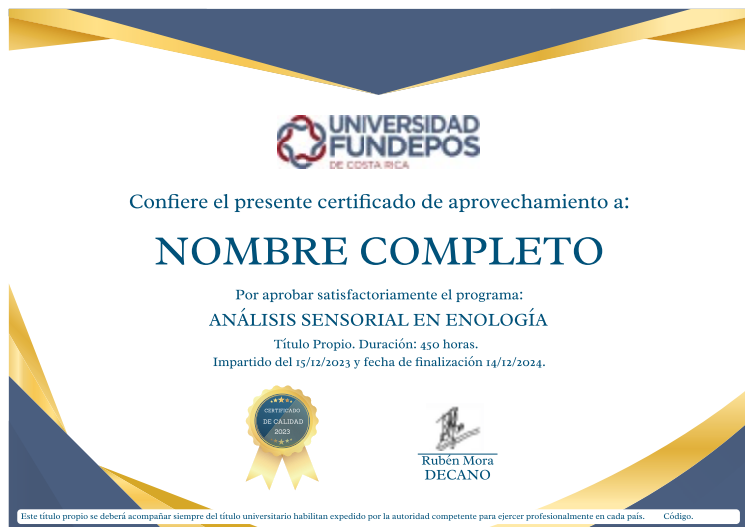 UNIVERSIDAD
FUNDEPOS
DE COSTA RICA
Confiere el presente certificado de aprovechamiento a:
NOMBRE COMPLETO
Por aprobar satisfactoriamente el programa:
ANÁLISIS SENSORIAL EN ENOLOGÍA
Título Propio. Duración: 450 horas.
Impartido del 15/12/2023 y fecha de finalización 14/12/2024.
CERTIFICADO
DE CALIDAD
2023
Rubén Mora
DECANO
Este título propio se deberá acompañar siempre del título universitario habilitan expedido por la autoridad competente para ejercer profesionalmente en cada país. Código.